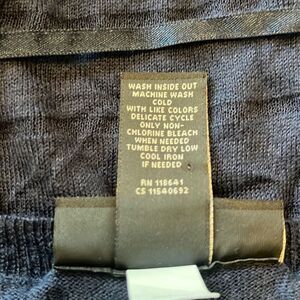 WASH INSIDE OUT
MACHINE WASH
COLD
WITH LIKE COLORS
DELICATE CYCLE
ONLY NON-
CHLORINE BLEACH
WHEN NEEDED
TUMBLE DRY LOW
COOL IRON
IF NEEDED
RN 118641
CS 11540692